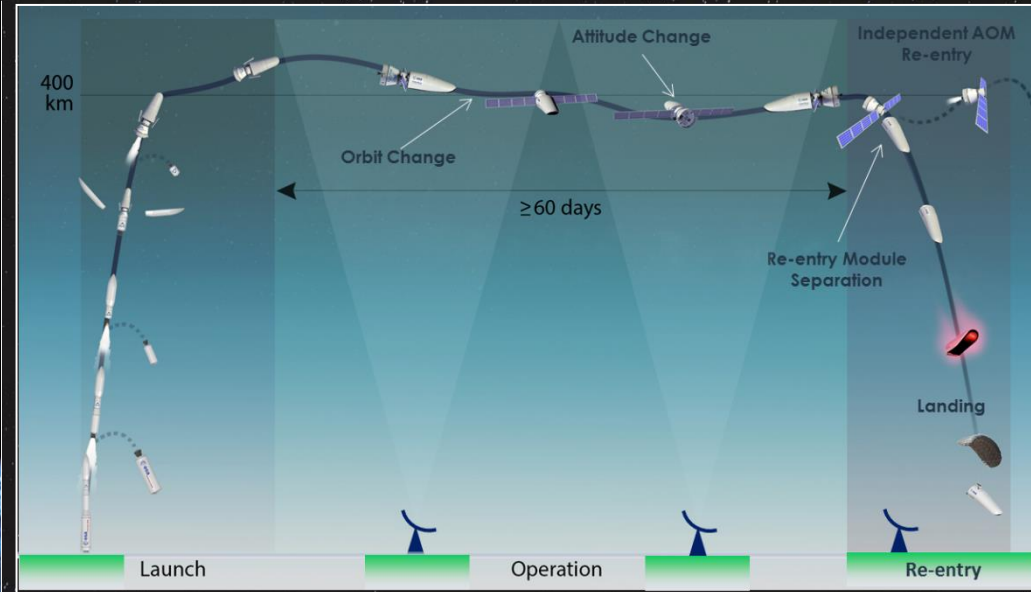 Attitude Change
Independent AOM
Re-entry
400
km
Orbit Change
≥60 days
Re-entry Module
Separation
Landing
Launch
Operation
Re-entry